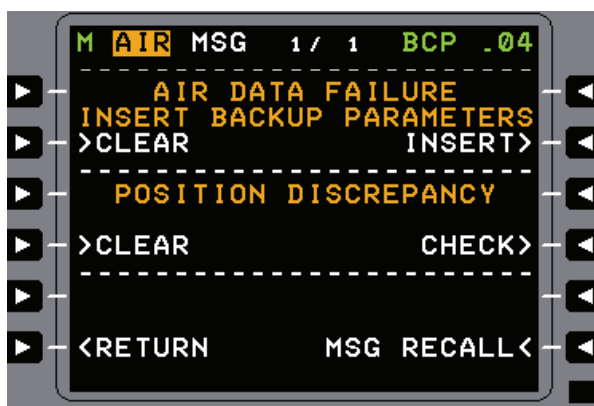 M AIR MSG 1/ 1 BCP .04
AIR DATA FAILURE
INSERT BACKUP PARAMETERS
>CLEAR INSERT>
POSITION DISCREPANCY
>CLEAR CHECK>
<RETURN MSG RECALL<